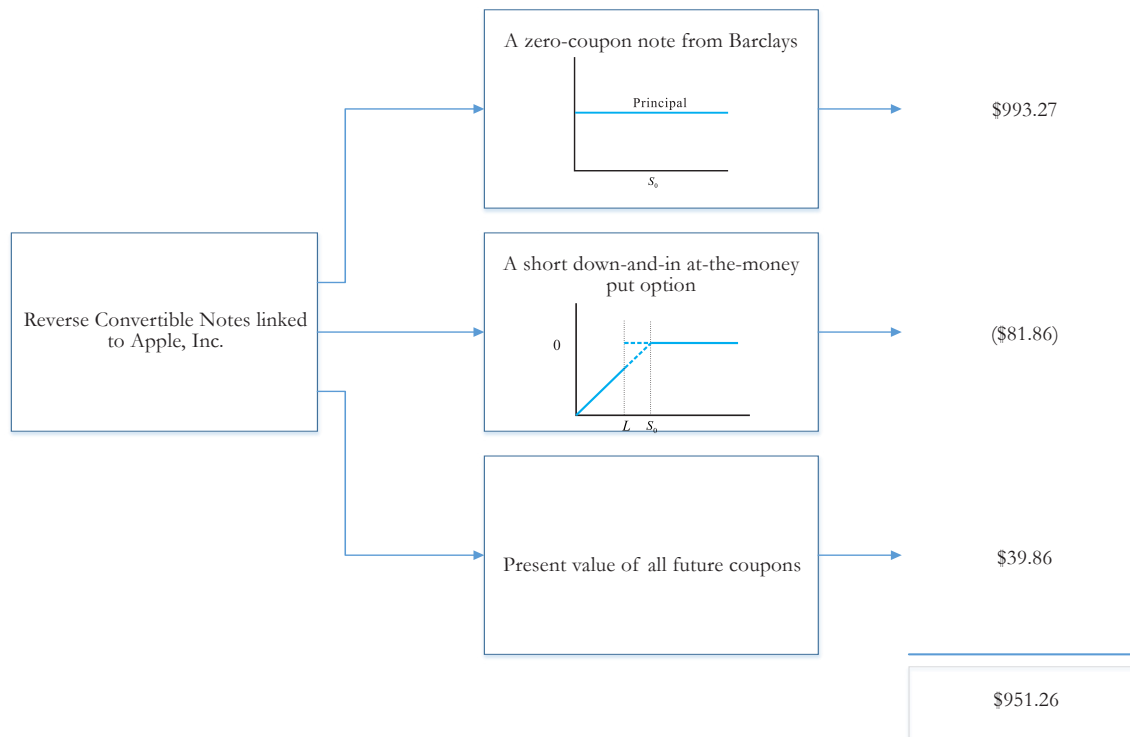 A zero-coupon note from Barclays
Principal
S₀
$993.27
Reverse Convertible Notes linked
to Apple, Inc.
A short down-and-in at-the-money
put option
0
L S₀
($81.86)
Present value of all future coupons
$39.86
$951.26